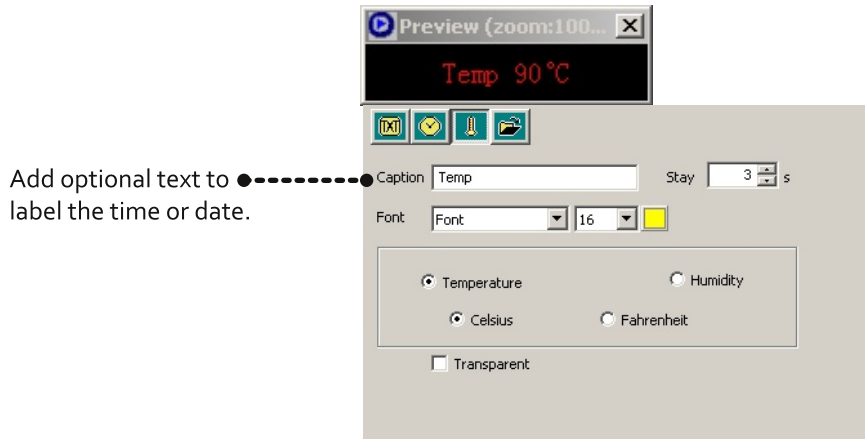 Preview (zoom:100...
Temp 90°C
TXT
Add optional text to
label the time or date.
Caption Temp Stay 3 s
Font Font 16
Temperature Humidity
Celsius Fahrenheit
Transparent